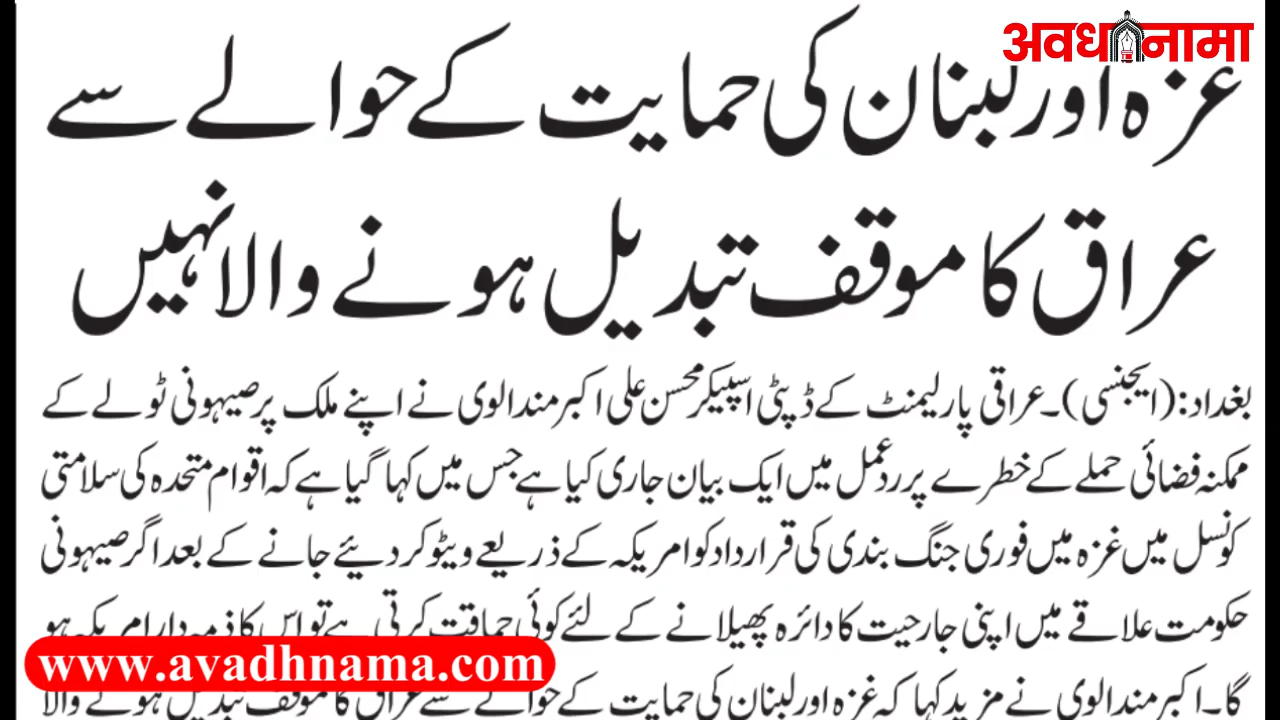 अवधनामा
غزہ اور لبنان کی حمایت کے حوالے سے
عراق کا موقف تبدیل ہونے والا نہیں
بغداد: (ایجنسی)۔ عراقی پارلیمنٹ کے ڈپٹی اسپیکر محسن علی اکبر مندالوی نے اپنے ملک پر صیہونی ٹولے کے
ممکنہ فضائی حملے کے خطرے پر ردعمل میں ایک بیان جاری کیا ہے جس میں کہا گیا ہے کہ اقوام متحدہ کی سلامتی
کونسل میں غزہ میں فوری جنگ بندی کی قرارداد کو امریکہ کے ذریعے ویٹو کر دیئے جانے کے بعد اگر صیہونی
حکومت علاقے میں اپنی جارحیت کا دائرہ پھیلانے کے لئے کوئی حماقت کرتی ہے تو اس کا ذمہ دار امریکہ ہو
گا۔ اکبر مندالوی نے مزید کہا کہ غزہ اور لبنان کی حمایت کے حوالے سے عراق کا موقف تبدیل ہونے والا
www.avadhnama.com